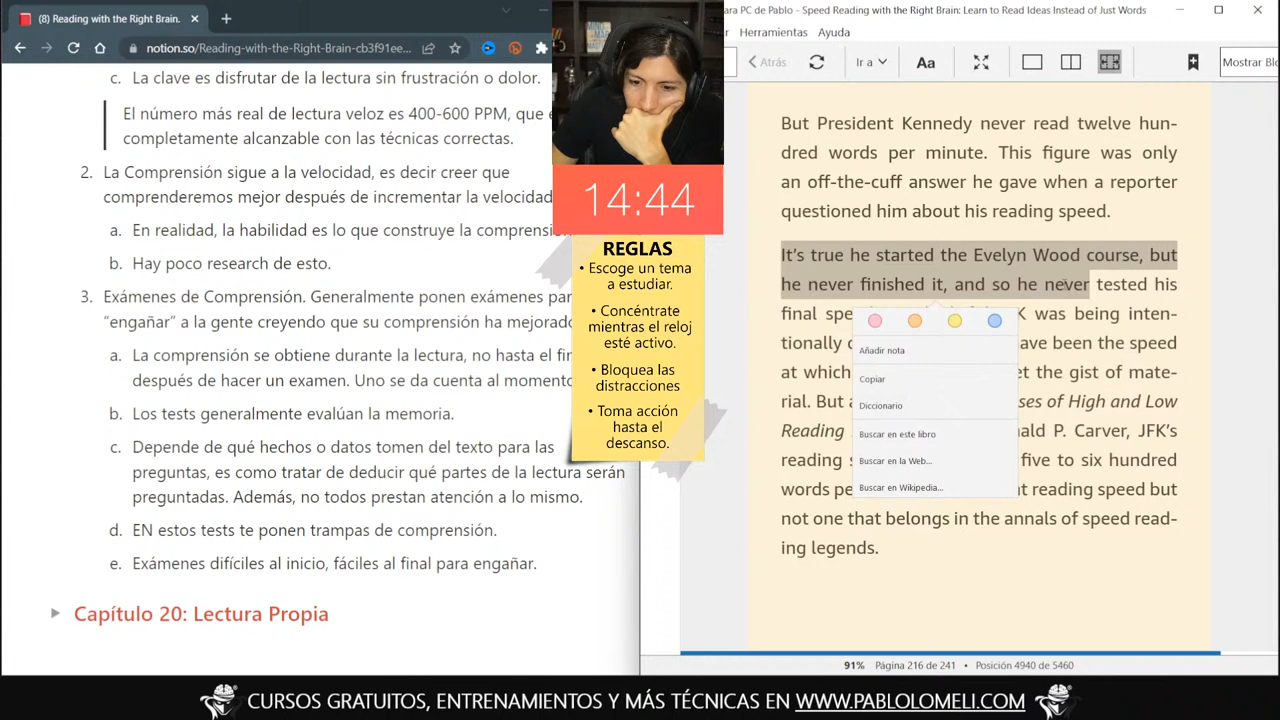 (8) Reading with the Right Brain.
notion.so/Reading-with-the-Right-Brain-cb3f91ee...
c. La clave es disfrutar de la lectura sin frustración o dolor.
El número más real de lectura veloz es 400-600 PPM, que
completamente alcanzable con las técnicas correctas.
2. La Comprensión sigue a la velocidad, es decir creer que
comprenderemos mejor después de incrementar la velocidad
a. En realidad, la habilidad es lo que construye la comprensi
b. Hay poco research de esto.
3. Exámenes de Comprensión. Generalmente ponen exámenes par
“engañar” a la gente creyendo que su comprensión ha mejorado
a. La comprensión se obtiene durante la lectura, no hasta el fin
después de hacer un examen. Uno se da cuenta al momento
b. Los tests generalmente evalúan la memoria.
c. Depende de qué hechos o datos tomen del texto para las
preguntas, es como tratar de deducir qué partes de la lectura serán
preguntadas. Además, no todos prestan atención a lo mismo.
d. EN estos tests te ponen trampas de comprensión.
e. Exámenes difíciles al inicio, fáciles al final para engañar.
Capítulo 20: Lectura Propia
14:44
REGLAS
• Escoge un tema
a estudiar.
• Concéntrate
mientras el reloj
esté activo.
• Bloquea las
distracciones
• Toma acción
hasta el
descanso.
para PC de Pablo - Speed Reading with the Right Brain: Learn to Read Ideas Instead of Just Words
Herramientas Ayuda
Atrás Ir a Aa Mostrar Blo
But President Kennedy never read twelve hun-
dred words per minute. This figure was only
an off-the-cuff answer he gave when a reporter
questioned him about his reading speed.
It’s true he started the Evelyn Wood course, but
he never finished it, and so he never tested his
final spe K was being inten-
tionally ave been the speed
at which et the gist of mate-
rial. But ses of High and Low
Reading ald P. Carver, JFK’s
reading five to six hundred
words pe t reading speed but
not one that belongs in the annals of speed read-
ing legends.
Añadir nota
Copiar
Diccionario
Buscar en este libro
Buscar en la Web...
Buscar en Wikipedia...
91% Página 216 de 241 • Posición 4940 de 5460
CURSOS GRATUITOS, ENTRENAMIENTOS Y MÁS TÉCNICAS EN WWW.PABLOLOMELI.COM